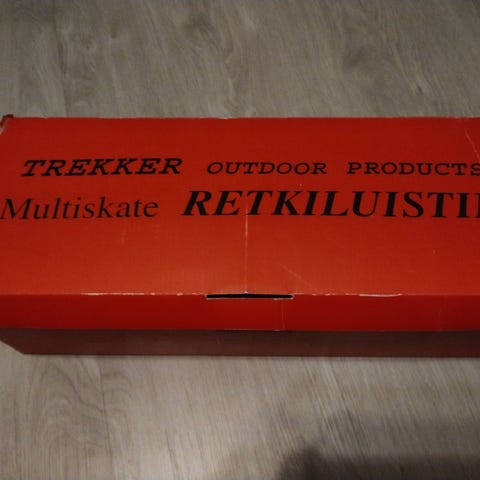 TREKKER OUTDOOR PRODUCTS
Multiskate RETKILUISTI